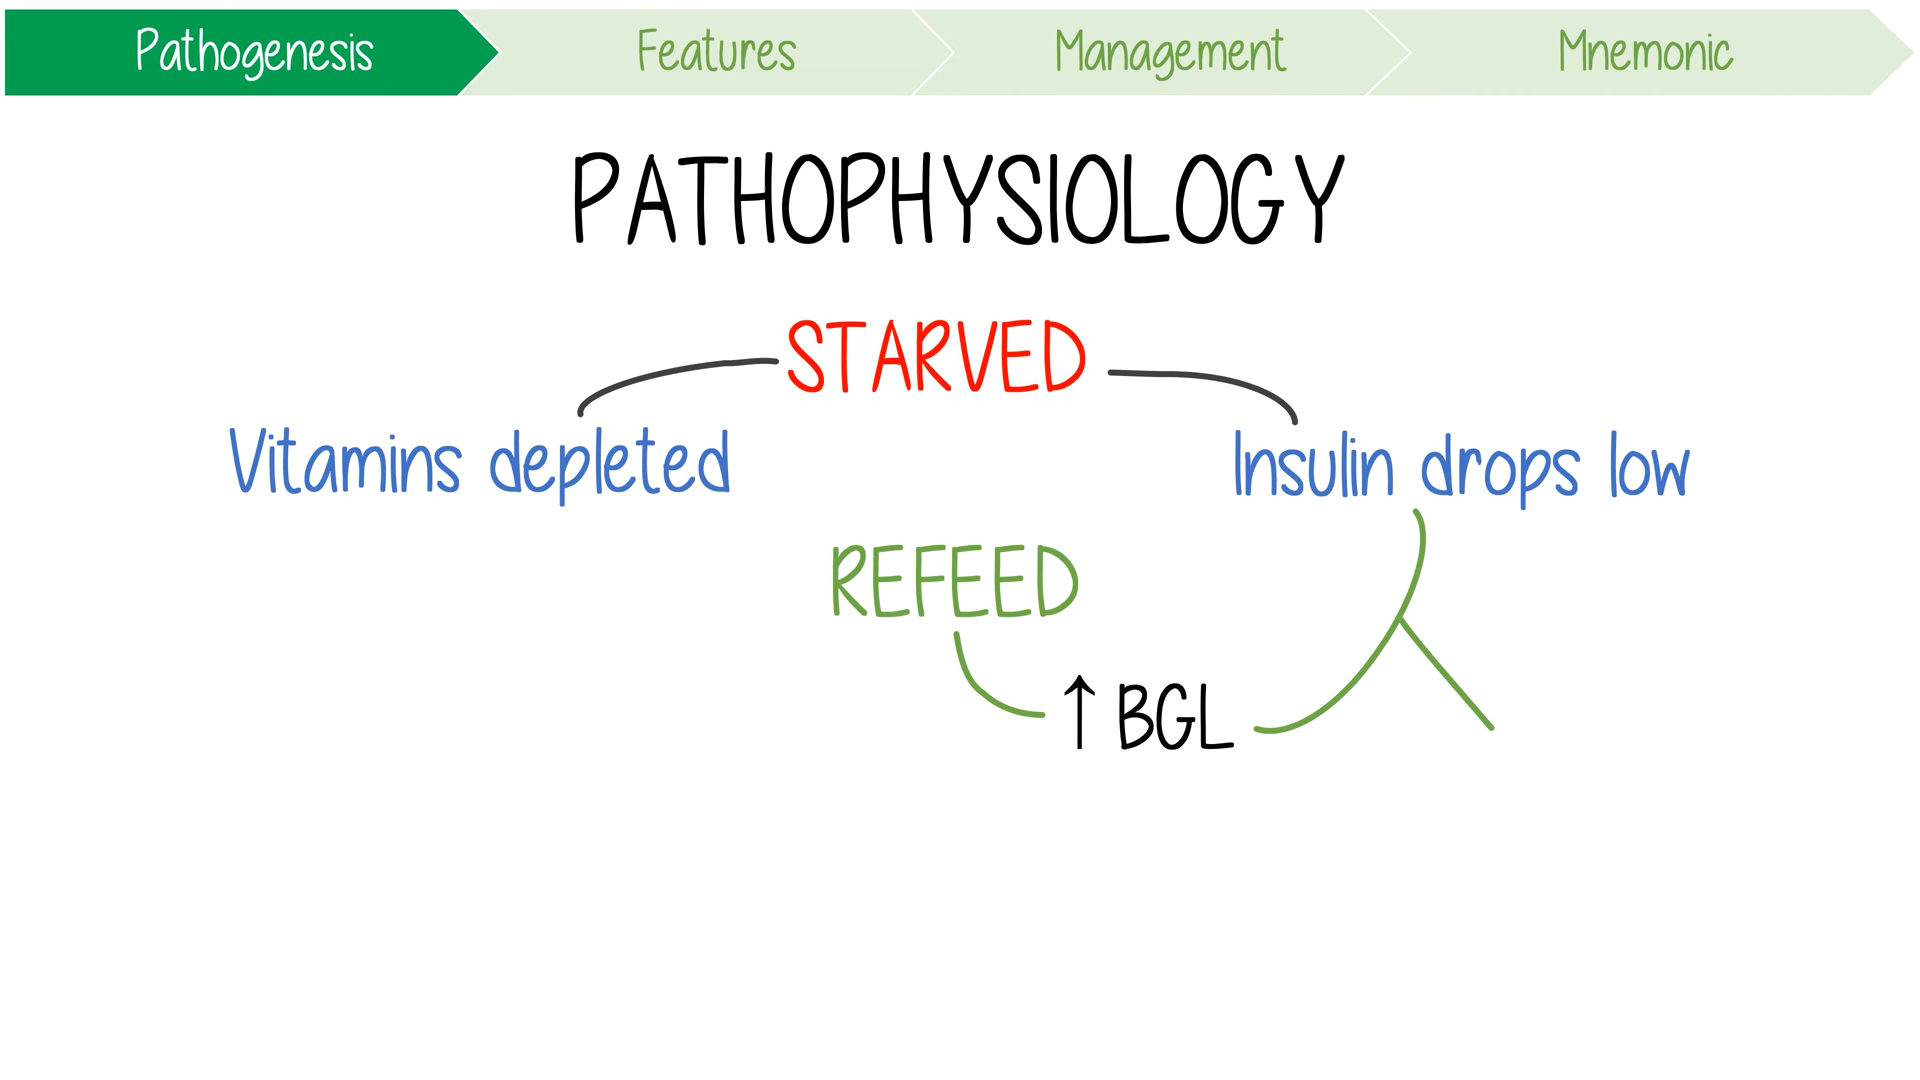 Pathogenesis Features Management Mnemonic
PATHOPHYSIOLOGY
STARVED
Vitamins depleted Insulin drops low
REFEED
↑ BGL